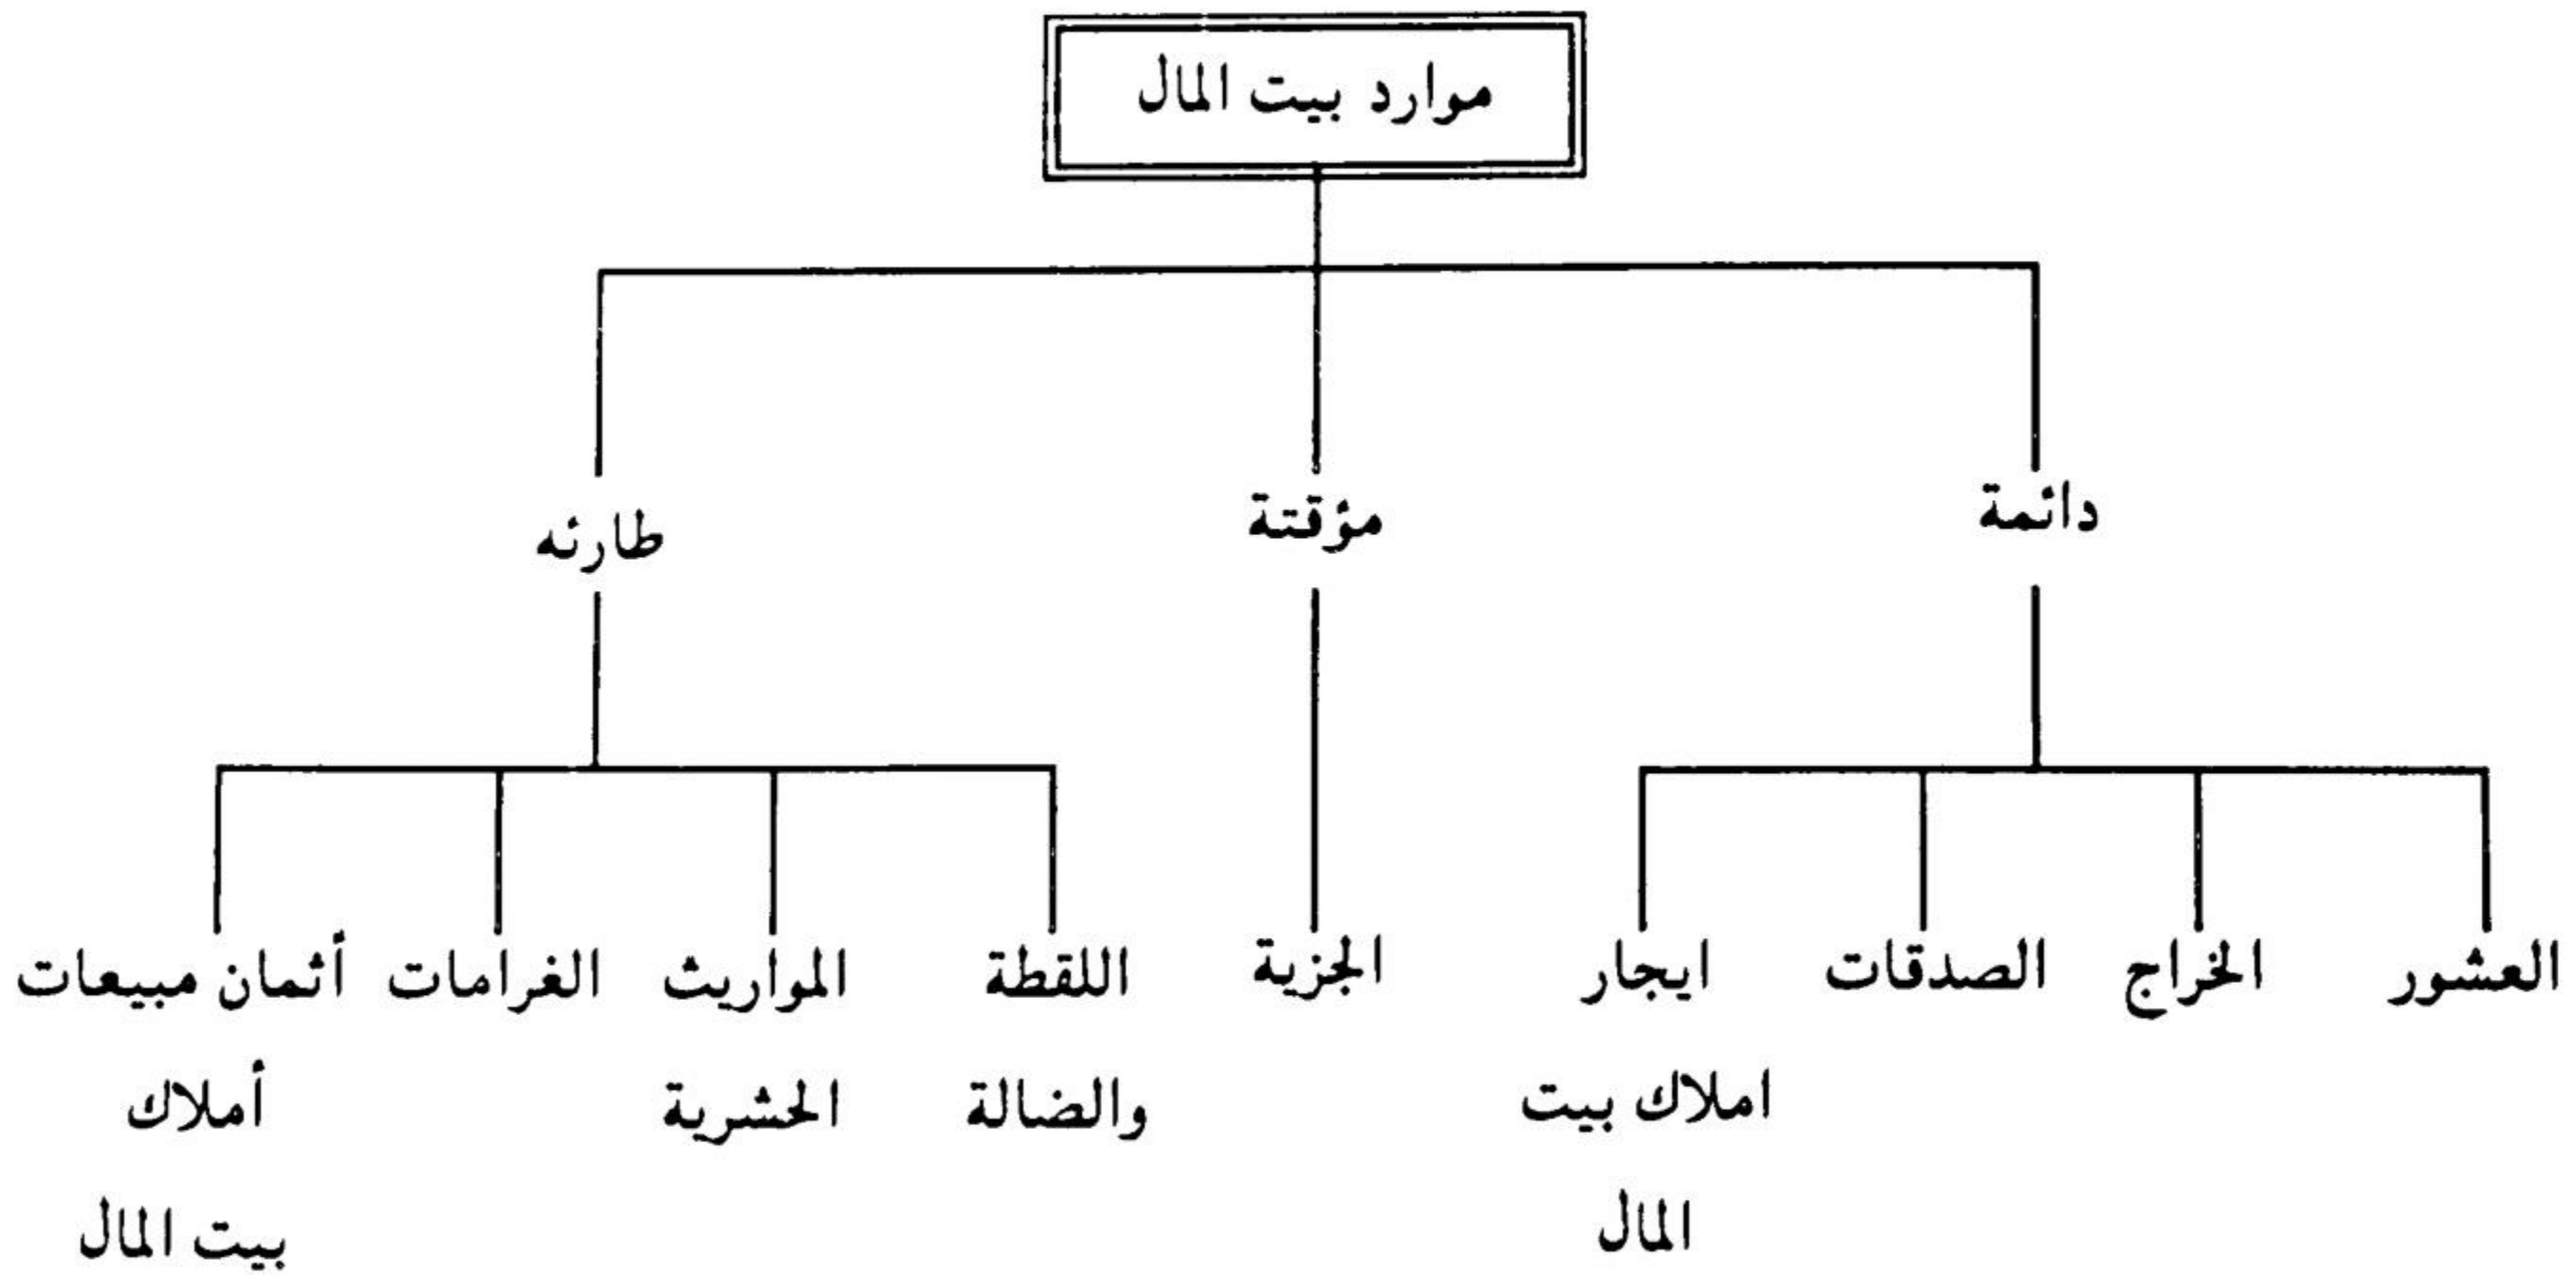 موارد بيت المال
دائمة
مؤقتة
طارئه
العشور
الخراج
الصدقات
ايجار
املاك بيت
المال
الجزية
اللقطة
والضالة
المواريث
الحشرية
الغرامات
أثمان مبيعات
أملاك
بيت المال